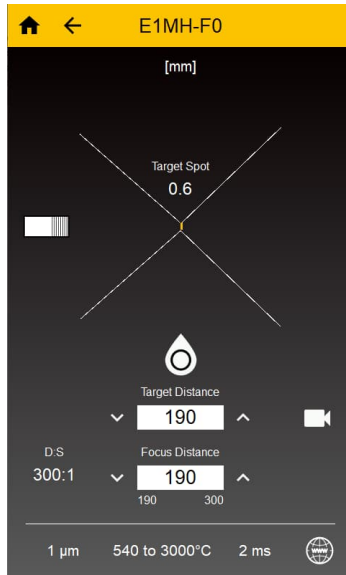 E1MH-F0
[mm]
Target Spot
0.6
Target Distance
190
D:S
300:1
Focus Distance
190
190 300
1 µm 540 to 3000°C 2 ms
www